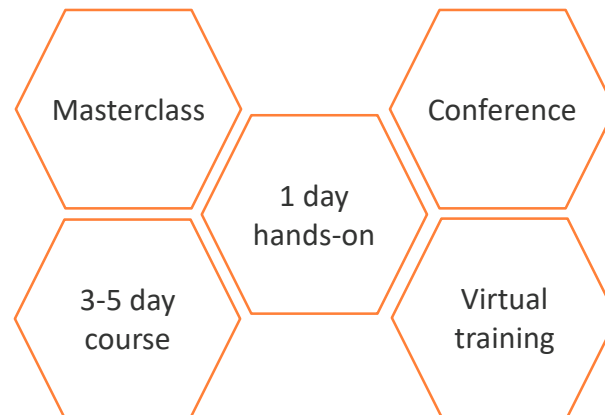 Masterclass
Conference
1 day
hands-on
3-5 day
course
Virtual
training